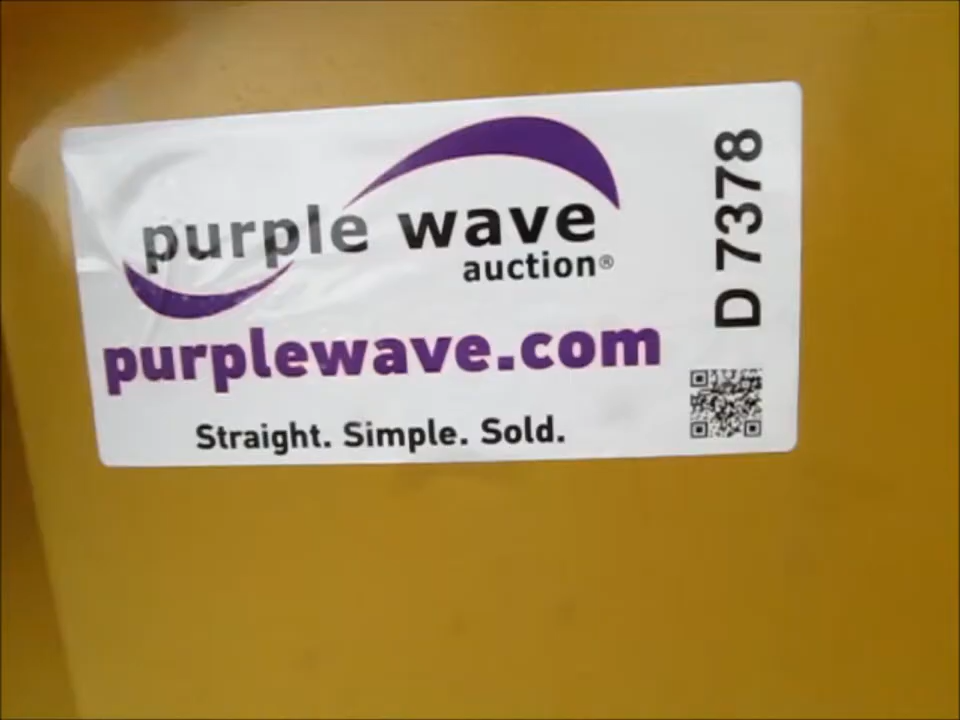 purple wave
auction®
purplewave.com
Straight. Simple. Sold.
D 7378